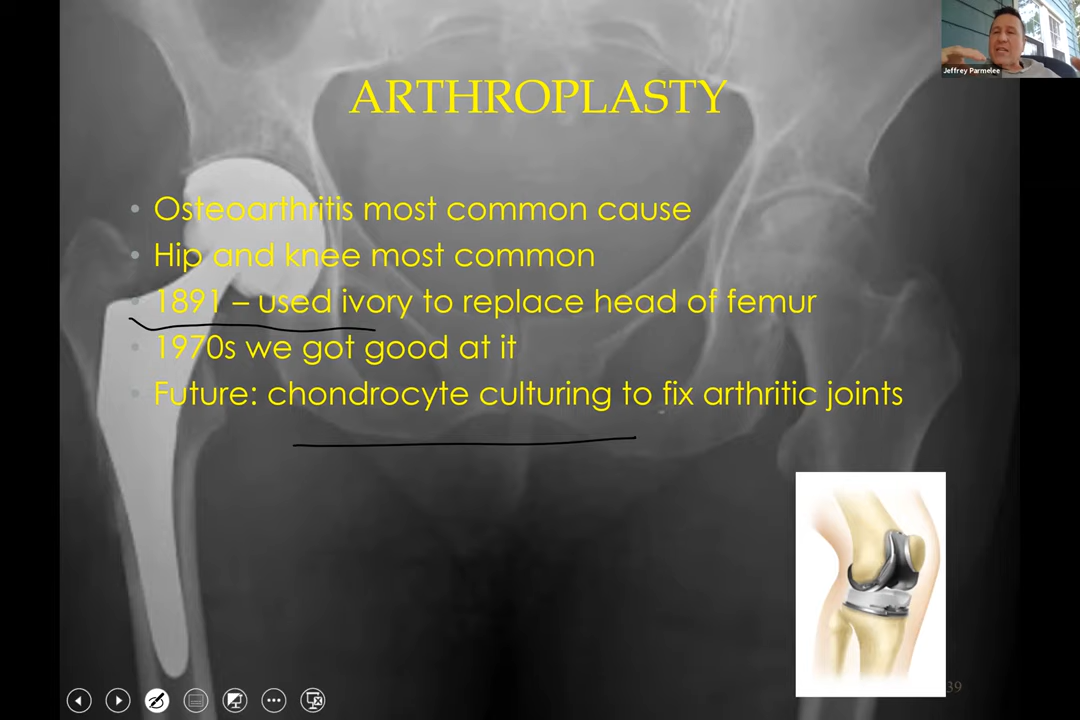 Jeffrey Parmelee
ARTHROPLASTY
• Osteoarthritis most common cause
• Hip and knee most common
• 1891 – used ivory to replace head of femur
• 1970s we got good at it
• Future: chondrocyte culturing to fix arthritic joints
39